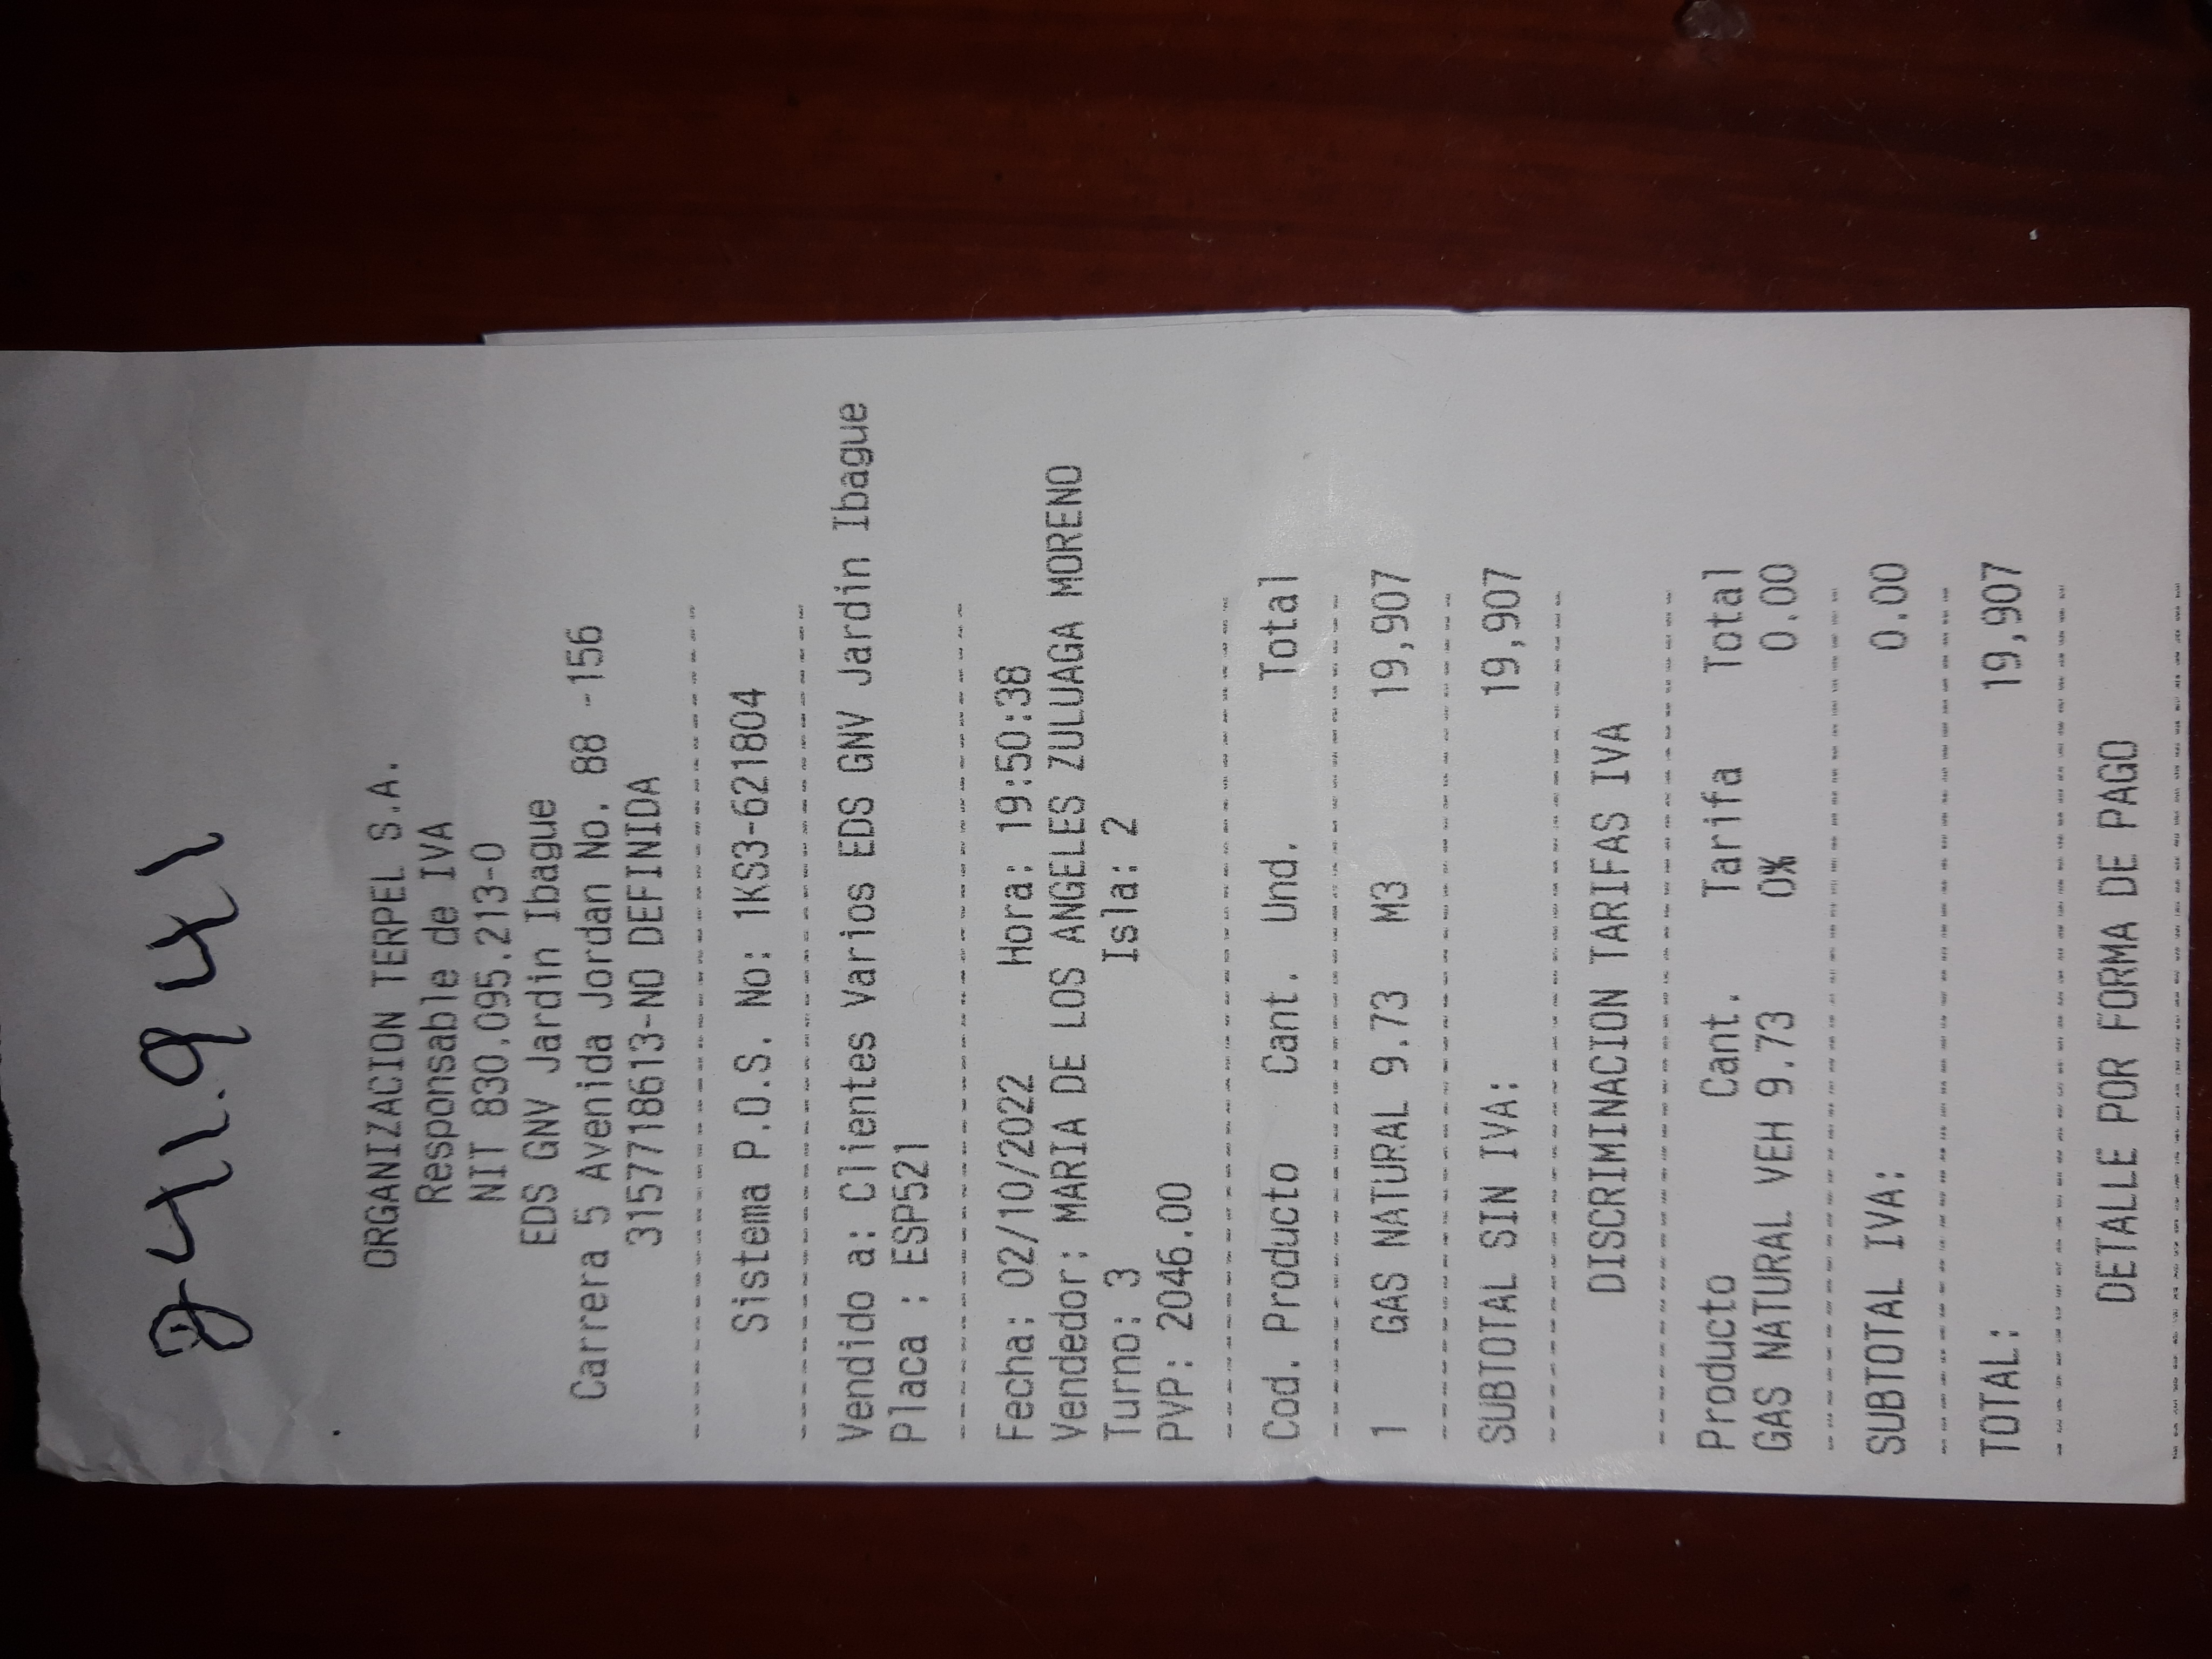 241.941
ORGANIZACION TERPEL S.A.
Responsable de IVA
NIT 830.095.213-0
EDS GNV Jardin Ibague
Carrera 5 Avenida Jordan No. 88 -156
3157718613-NO DEFINIDA
Sistema P.O.S. No: 1KS3-621804
Vendido a: Clientes Varios EDS GNV Jardin Ibague
Placa : ESP521
Fecha: 02/10/2022 Hora: 19:50:38
Vendedor: MARIA DE LOS ANGELES ZULUAGA MORENO
Turno: 3 Isla: 2
PVP: 2046.00
Cod. Producto Cant. Und. Total
1 GAS NATURAL 9.73 M3 19,907
SUBTOTAL SIN IVA: 19,907
DISCRIMINACION TARIFAS IVA
Producto Cant. Tarifa Total
GAS NATURAL VEH 9.73 0% 0.00
SUBTOTAL IVA: 0.00
TOTAL: 19,907
DETALLE POR FORMA DE PAGO